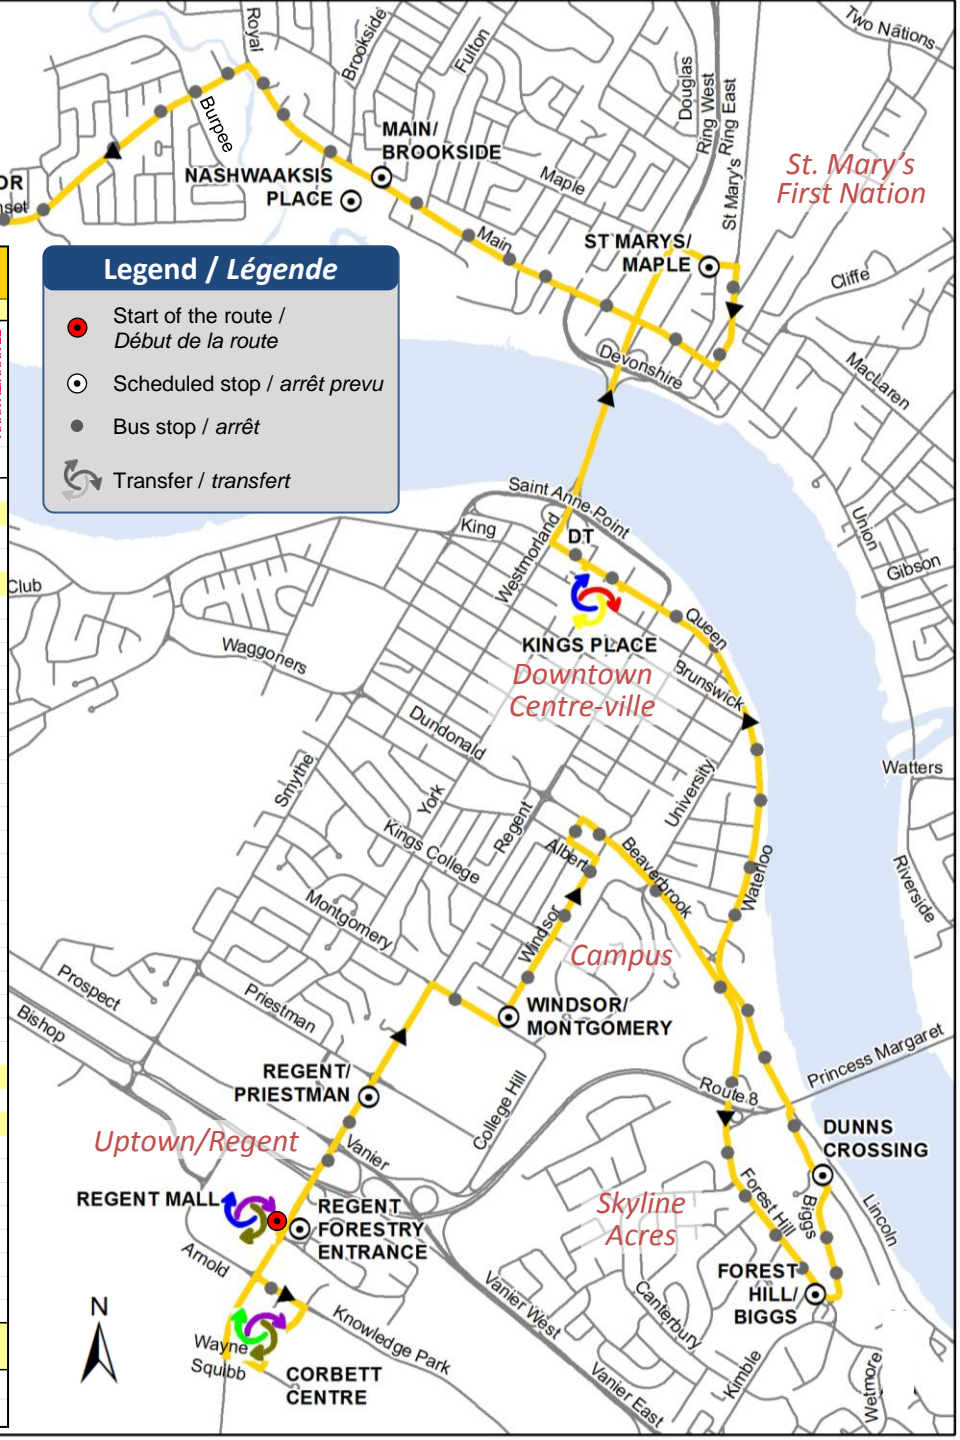 Royal
Brookside
Fulton
Two Nations
Douglas
Ring West
St Mary's Ring East
Burpee
MAIN/
BROOKSIDE
NASHWAAKSIS
PLACE
Maple
St. Mary's
First Nation
OR
nset
Main
ST MARYS/
MAPLE
Cliffe
Legend / Légende
Start of the route /
Début de la route
Scheduled stop / arrêt prevu
Bus stop / arrêt
Transfer / transfert
Devonshire
MacLaren
Saint Anne Point
King
Westmorland
DT
Union
Gibson
Club
KINGS PLACE
Queen
Waggoners
Downtown
Centre-ville
Brunswick
Dundonald
Smythe
York
Regent
University
Watters
Kings College
Albert
Beaverbrook
Waterloo
Riverside
Montgomery
Windsor
Campus
Prospect
Priestman
Bishop
WINDSOR/
MONTGOMERY
Princess Margaret
REGENT/
PRIESTMAN
College Hill
Route 8
Uptown/Regent
Vanier
DUNNS
CROSSING
REGENT MALL
REGENT
FORESTRY
ENTRANCE
Skyline
Acres
Forest Hill
Biggs
Lincoln
Arnold
FOREST
HILL/
BIGGS
Vanier West
Canterbury
N
Knowledge Park
Wayne
Squibb
CORBETT
CENTRE
Kimble
Wetmore
Vanier East